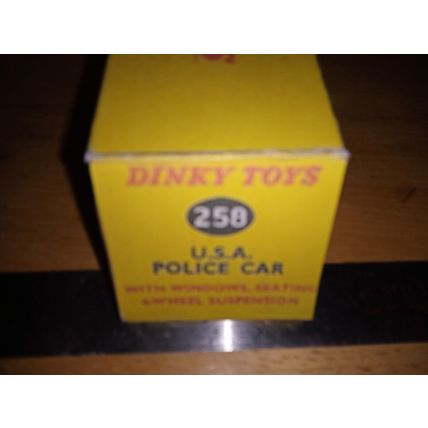 DINKY TOYS
258
U.S.A.
POLICE CAR
WITH WINDOWS, SEATING
& WHEEL SUSPENSION